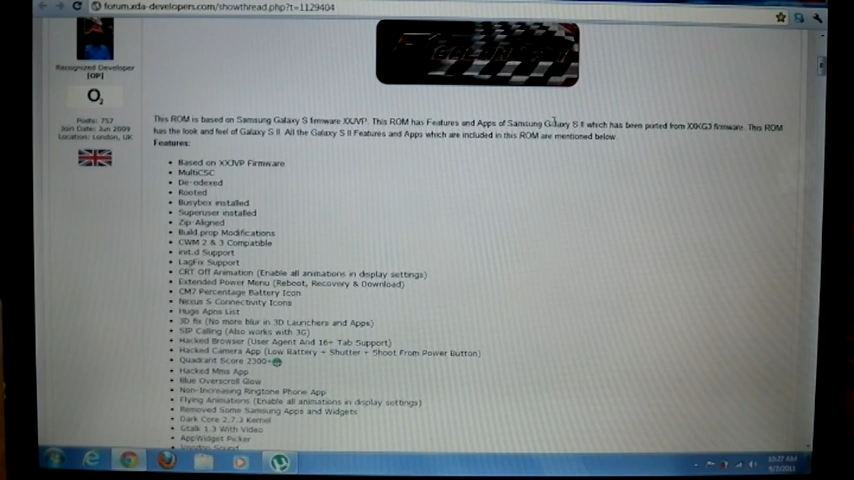 forum.xda-developers.com/showthread.php?t=1129404
Recognized Developer
[OP]
O2
Posts: 757
Join Date: Jun 2009
Location: London, UK
This ROM is based on Samsung Galaxy S firmware XXJVP. This ROM has Features and Apps of Samsung Galaxy S II which has been ported from XXKG3 firmware. This ROM
has the look and feel of Galaxy S II. All the Galaxy S II Features and Apps which are included in this ROM are mentioned below.
Features:
Based on XXJVP Firmware
MultiCSC
De-odexed
Rooted
Busybox installed
Superuser installed
Zip-Aligned
Build.prop Modifications
CWM 2 & 3 Compatible
init.d Support
LagFix Support
CRT Off Animation (Enable all animations in display settings)
Extended Power Menu (Reboot, Recovery & Download)
CM7 Percentage Battery Icon
Nexus S Connectivity Icons
Huge Apns List
3D fix (No more blur in 3D Launchers and Apps)
SIP Calling (Also works with 3G)
Hacked Browser (User Agent And 16+ Tab Support)
Hacked Camera App (Low Battery + Shutter + Shoot From Power Button)
Quadrant Score 2300+
Hacked Mms App
Blue Overscroll Glow
Non-Increasing Ringtone Phone App
Flying Animations (Enable all animations in display settings)
Removed Some Samsung Apps and Widgets
Dark Core 2.7.3 Kernel
Gtalk 1.3 With Video
AppWidget Picker
Voodoo Sound
10:27 AM
9/2/2011